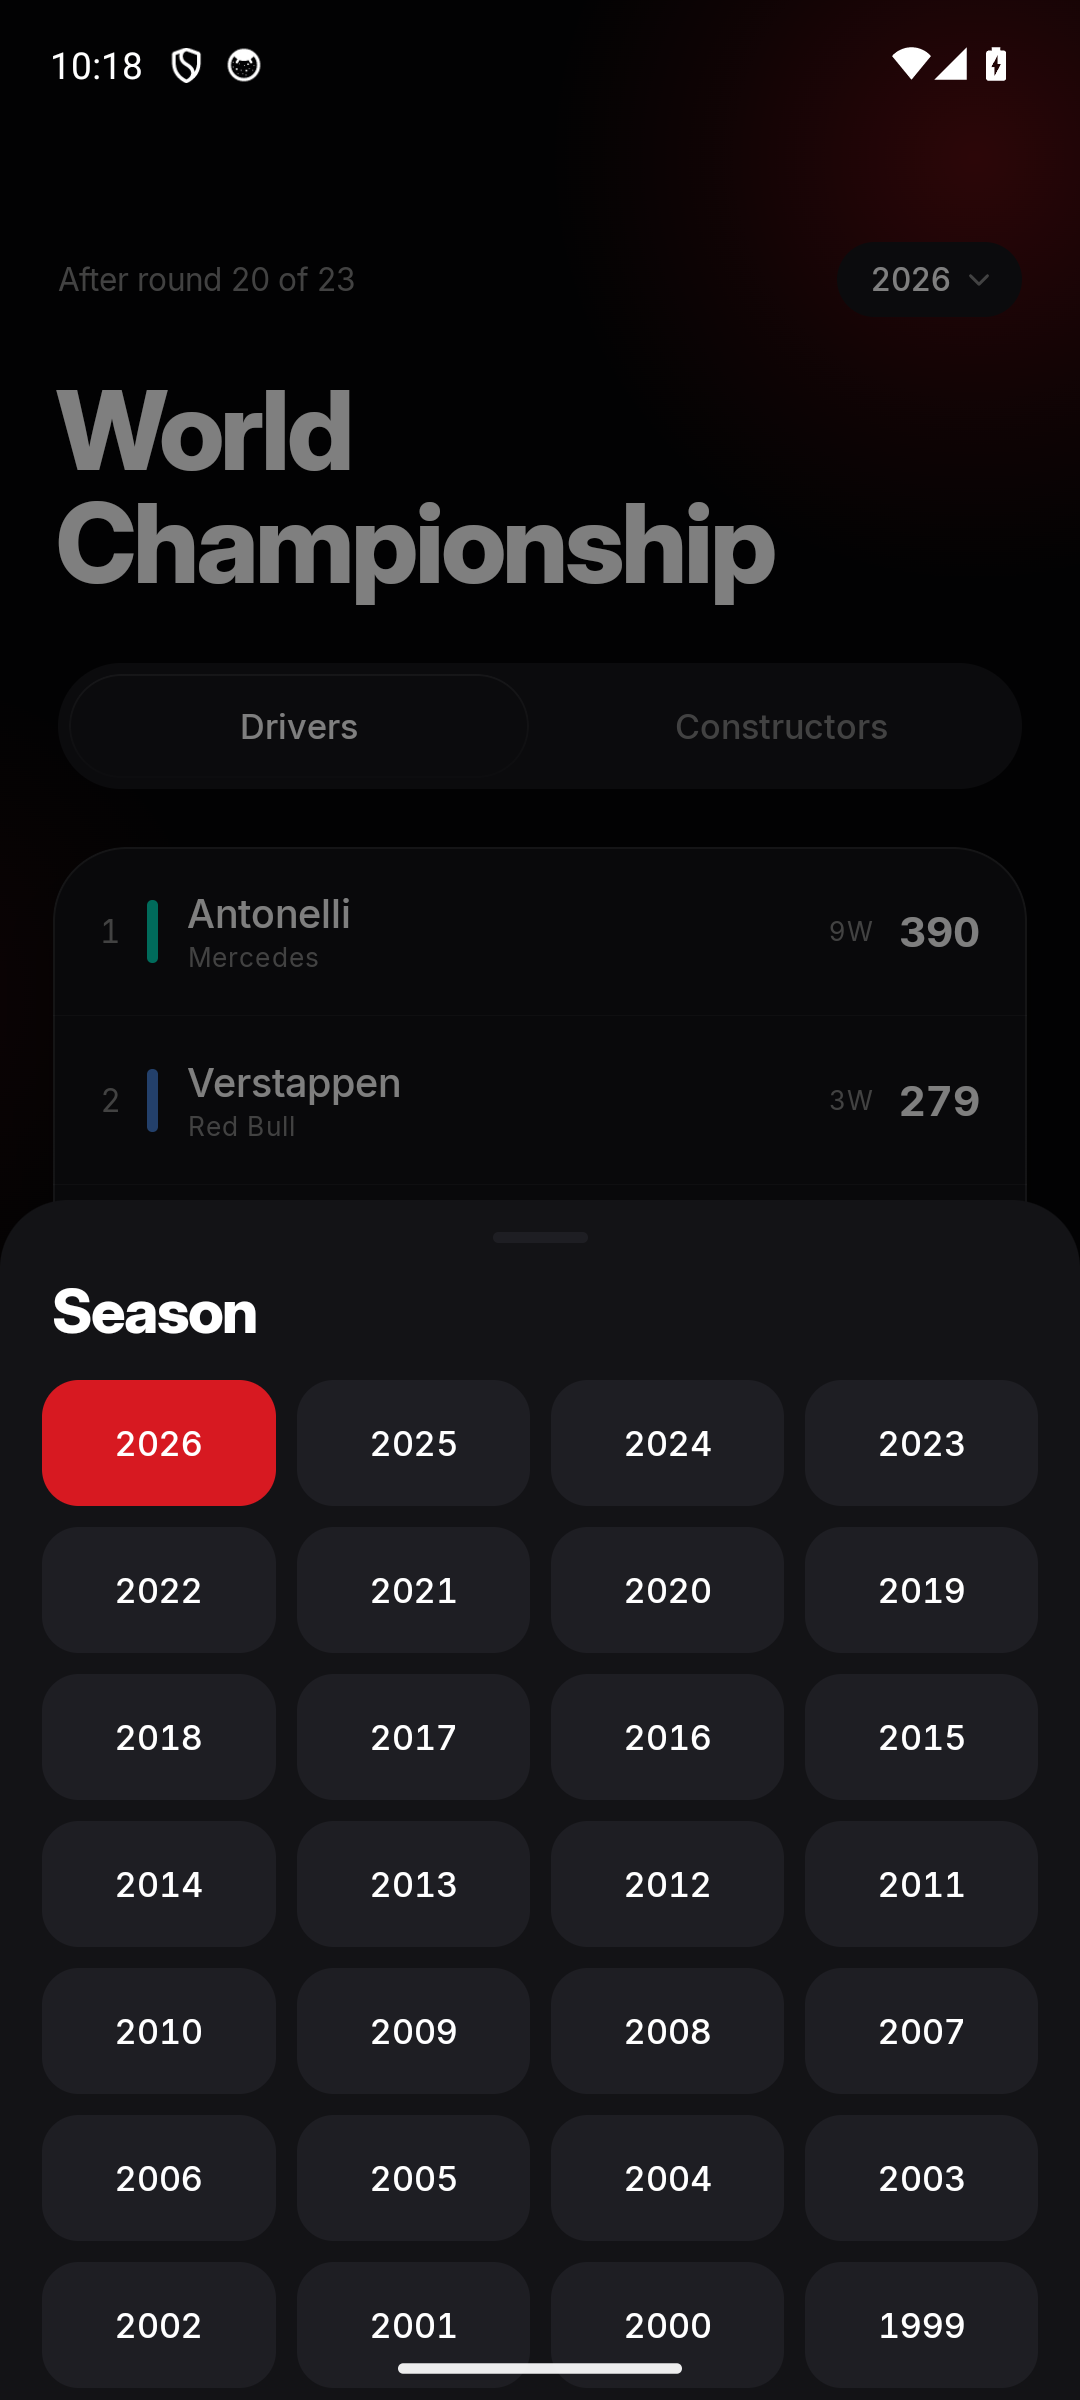 10:18
After round 20 of 23
2026
World
Championship
Drivers Constructors
1 Antonelli 9W 390
Mercedes
2 Verstappen 3W 279
Red Bull
Season
2026 2025 2024 2023
2022 2021 2020 2019
2018 2017 2016 2015
2014 2013 2012 2011
2010 2009 2008 2007
2006 2005 2004 2003
2002 2001 2000 1999